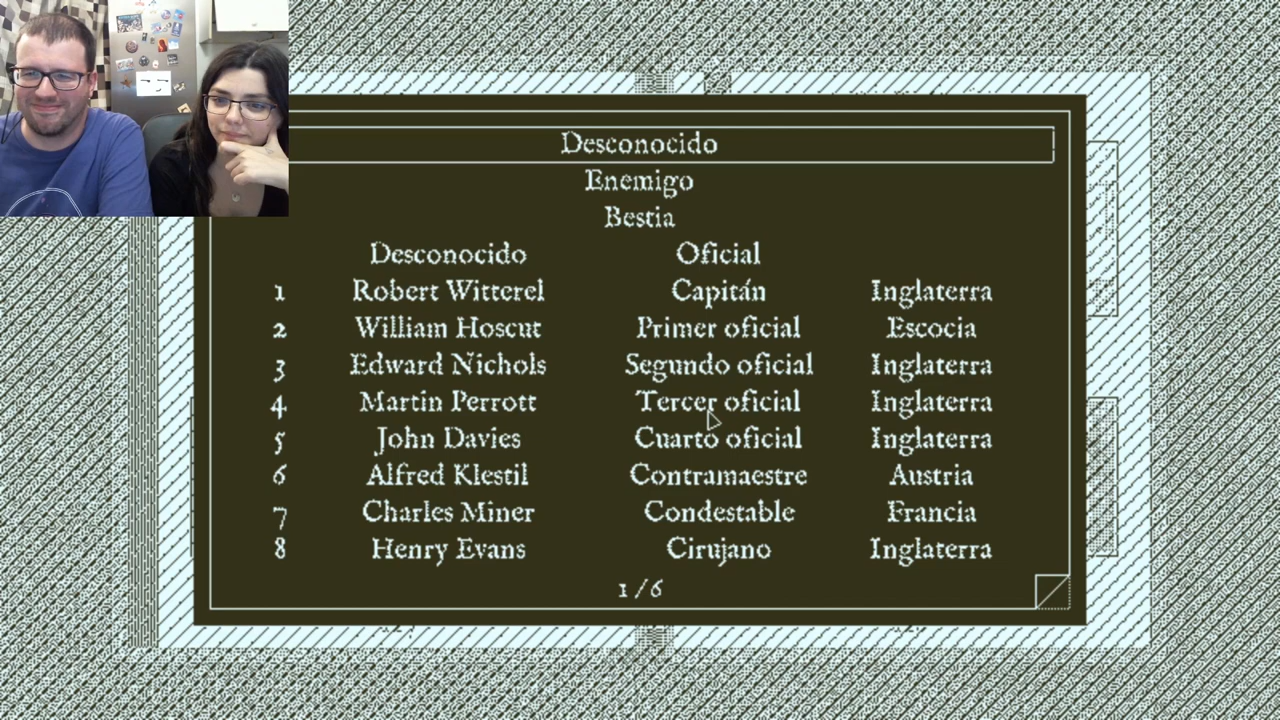 Desconocido
Enemigo
Bestia
Desconocido Oficial
1 Robert Witterel Capitán Inglaterra
2 William Hoscut Primer oficial Escocia
3 Edward Nichols Segundo oficial Inglaterra
4 Martin Perrott Tercer oficial Inglaterra
5 John Davies Cuarto oficial Inglaterra
6 Alfred Klestil Contramaestre Austria
7 Charles Miner Condestable Francia
8 Henry Evans Cirujano Inglaterra
1/6